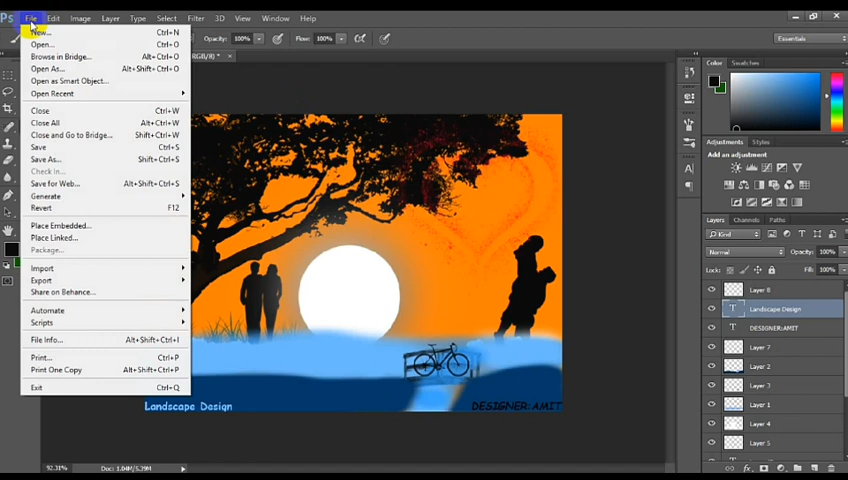 Ps File Edit Image Layer Type Select Filter 3D View Window Help
Opacity: 100% Flow: 100% Essentials
RGB/8) * ×
New... Ctrl+N
Open... Ctrl+O
Browse in Bridge... Alt+Ctrl+O
Open As... Alt+Shift+Ctrl+O
Open as Smart Object...
Open Recent
Close Ctrl+W
Close All Alt+Ctrl+W
Close and Go to Bridge... Shift+Ctrl+W
Save Ctrl+S
Save As... Shift+Ctrl+S
Check In...
Save for Web... Alt+Shift+Ctrl+S
Generate
Revert F12
Place Embedded...
Place Linked...
Package...
Import
Export
Share on Behance...
Automate
Scripts
File Info... Alt+Shift+Ctrl+I
Print... Ctrl+P
Print One Copy Alt+Shift+Ctrl+P
Exit Ctrl+Q
Landscape Design
DESIGNER:AMIT
92.31% Doc: 1.04M/5.39M
Color Swatches
Adjustments Styles
Add an adjustment
Layers Channels Paths
Kind
Normal Opacity: 100%
Lock: Fill: 100%
Layer 8
T Landscape Design
T DESIGNER:AMIT
Layer 7
Layer 2
Layer 3
Layer 1
Layer 4
Layer 5